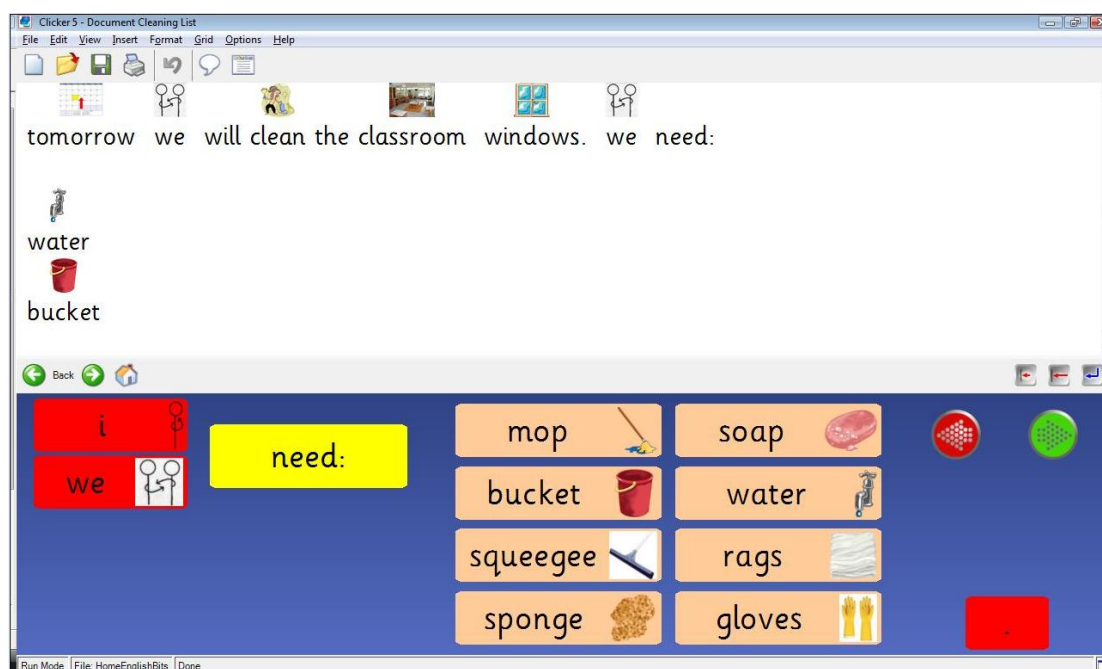 Clicker 5 - Document Cleaning List
File Edit View Insert Format Grid Options Help
tomorrow we will clean the classroom windows. we need:
water
bucket
Back
i
we
need:
mop
soap
bucket
water
squeegee
rags
sponge
gloves
.
Run Mode File: HomeEnglishBits Done